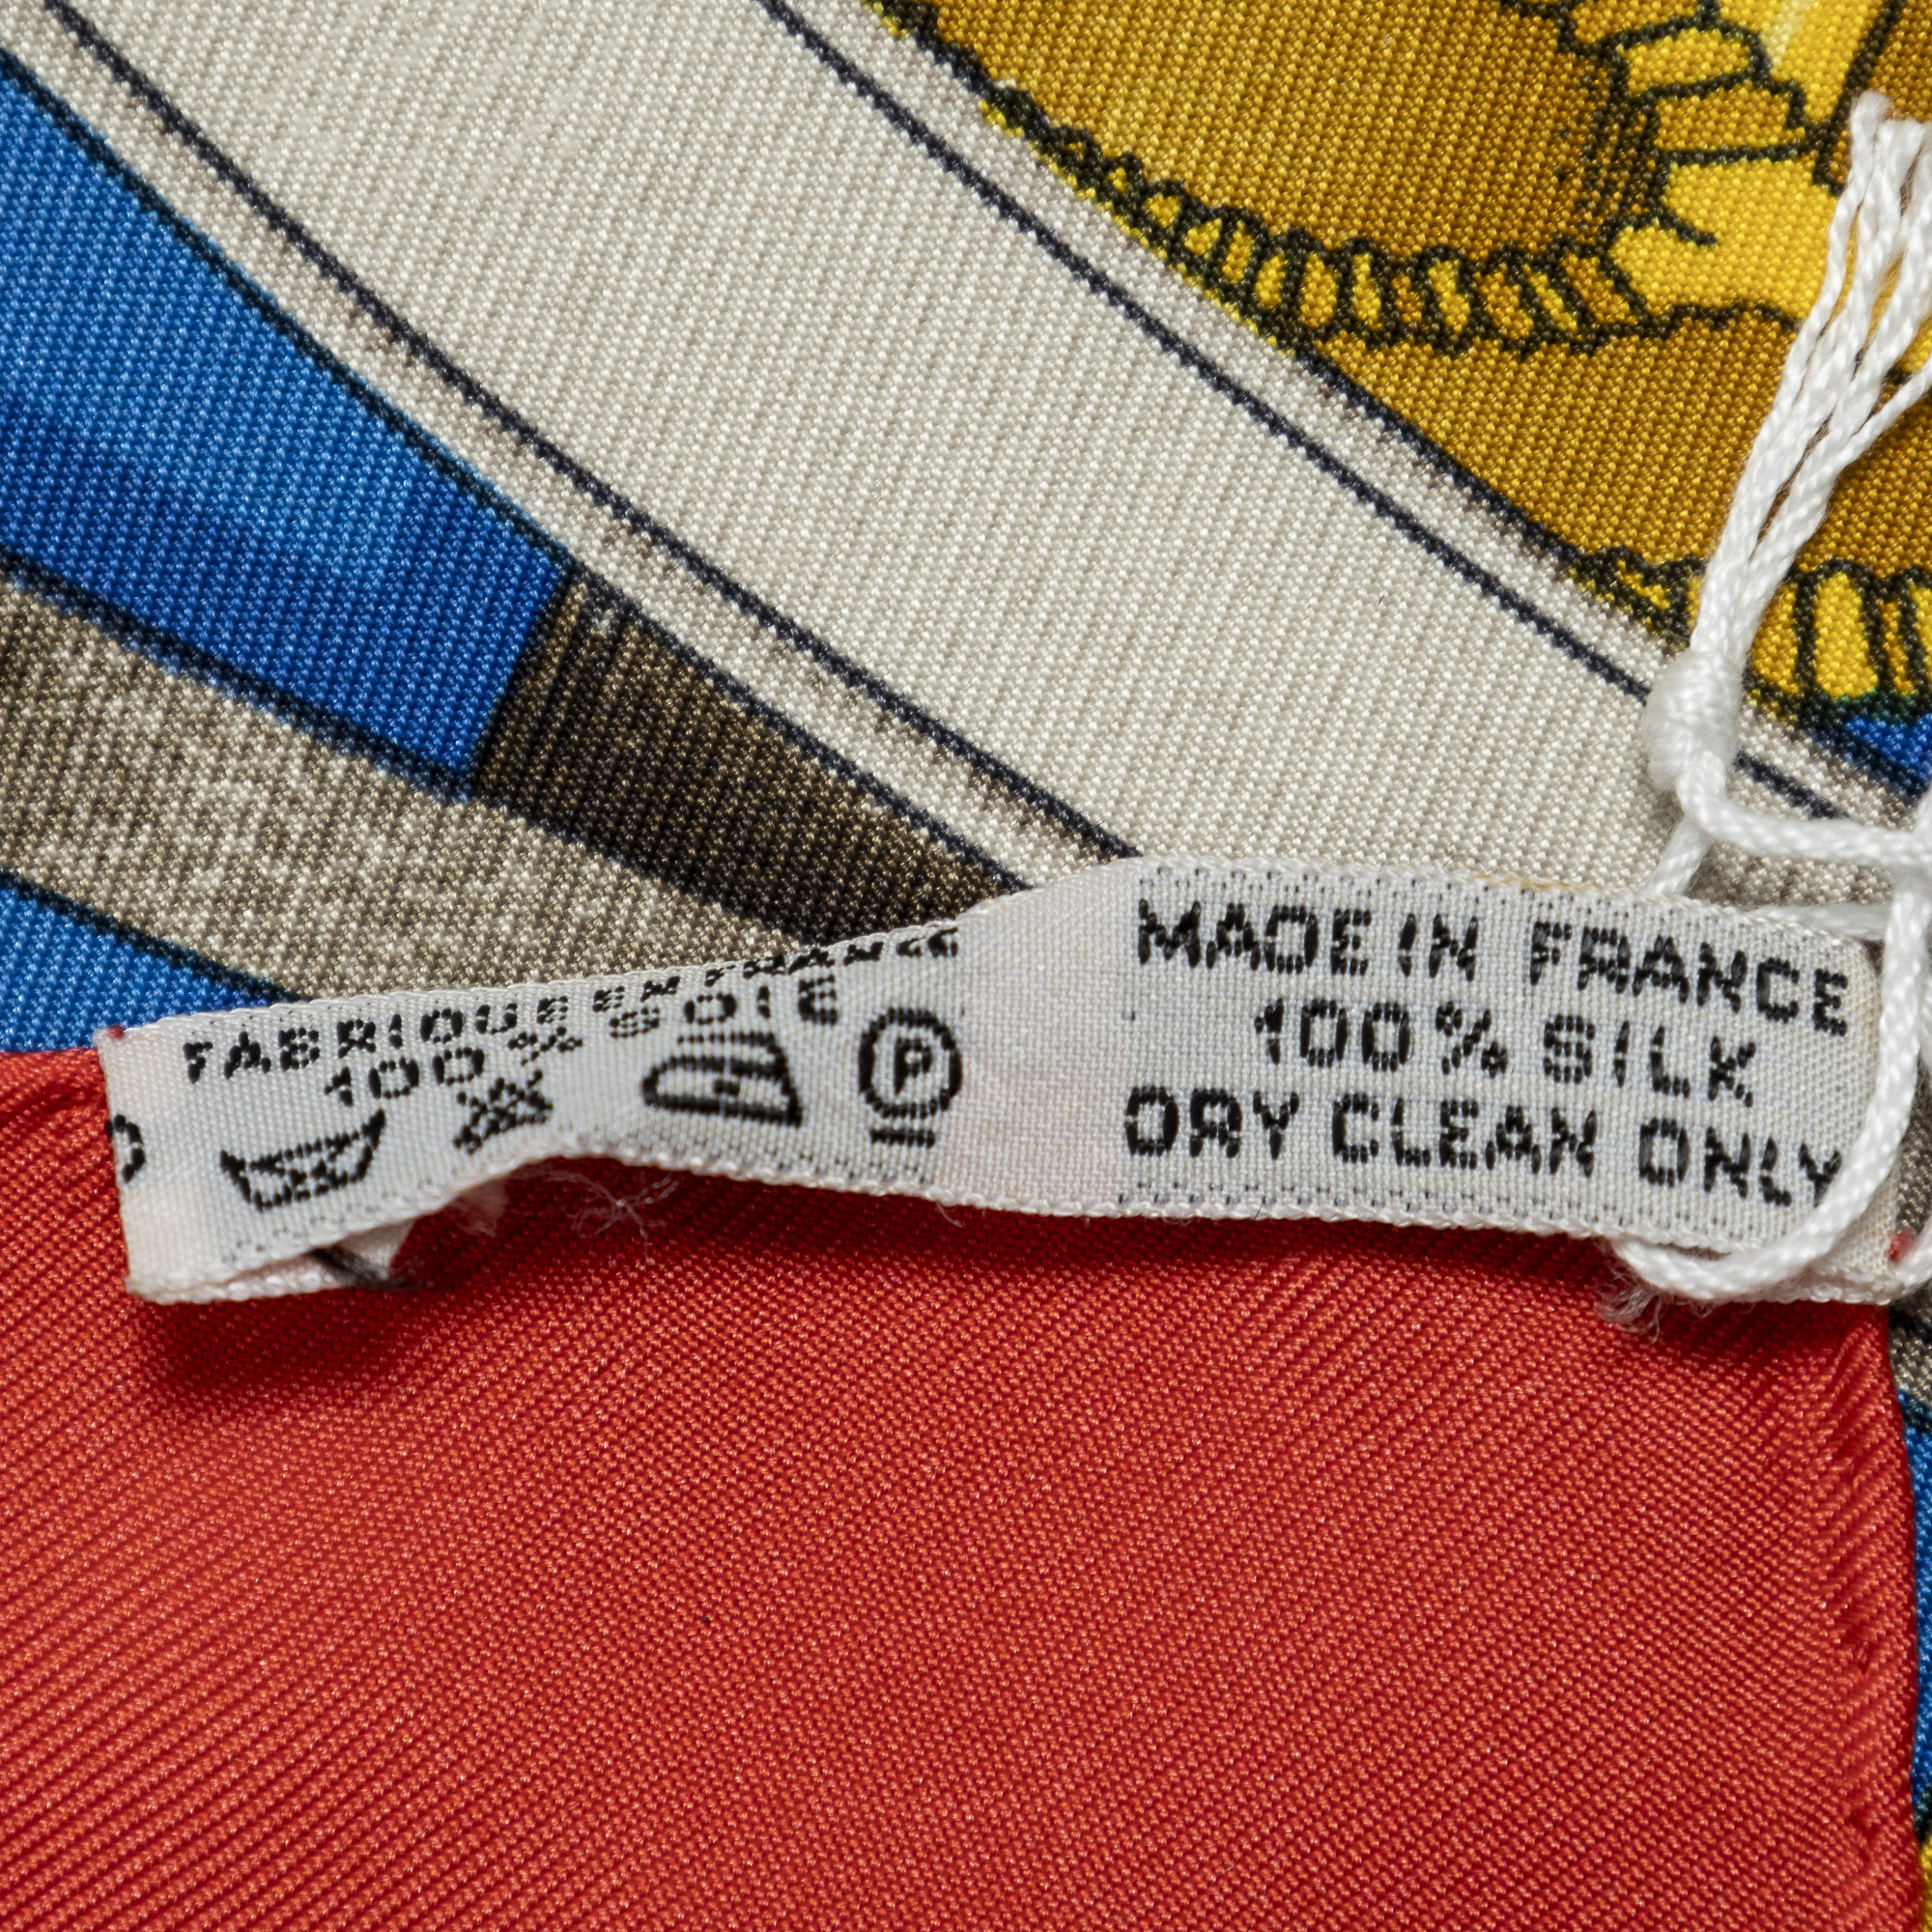 FABRIQUE EN FRANCE
100 % SOIE
P
MADE IN FRANCE
100 % SILK
DRY CLEAN ONLY